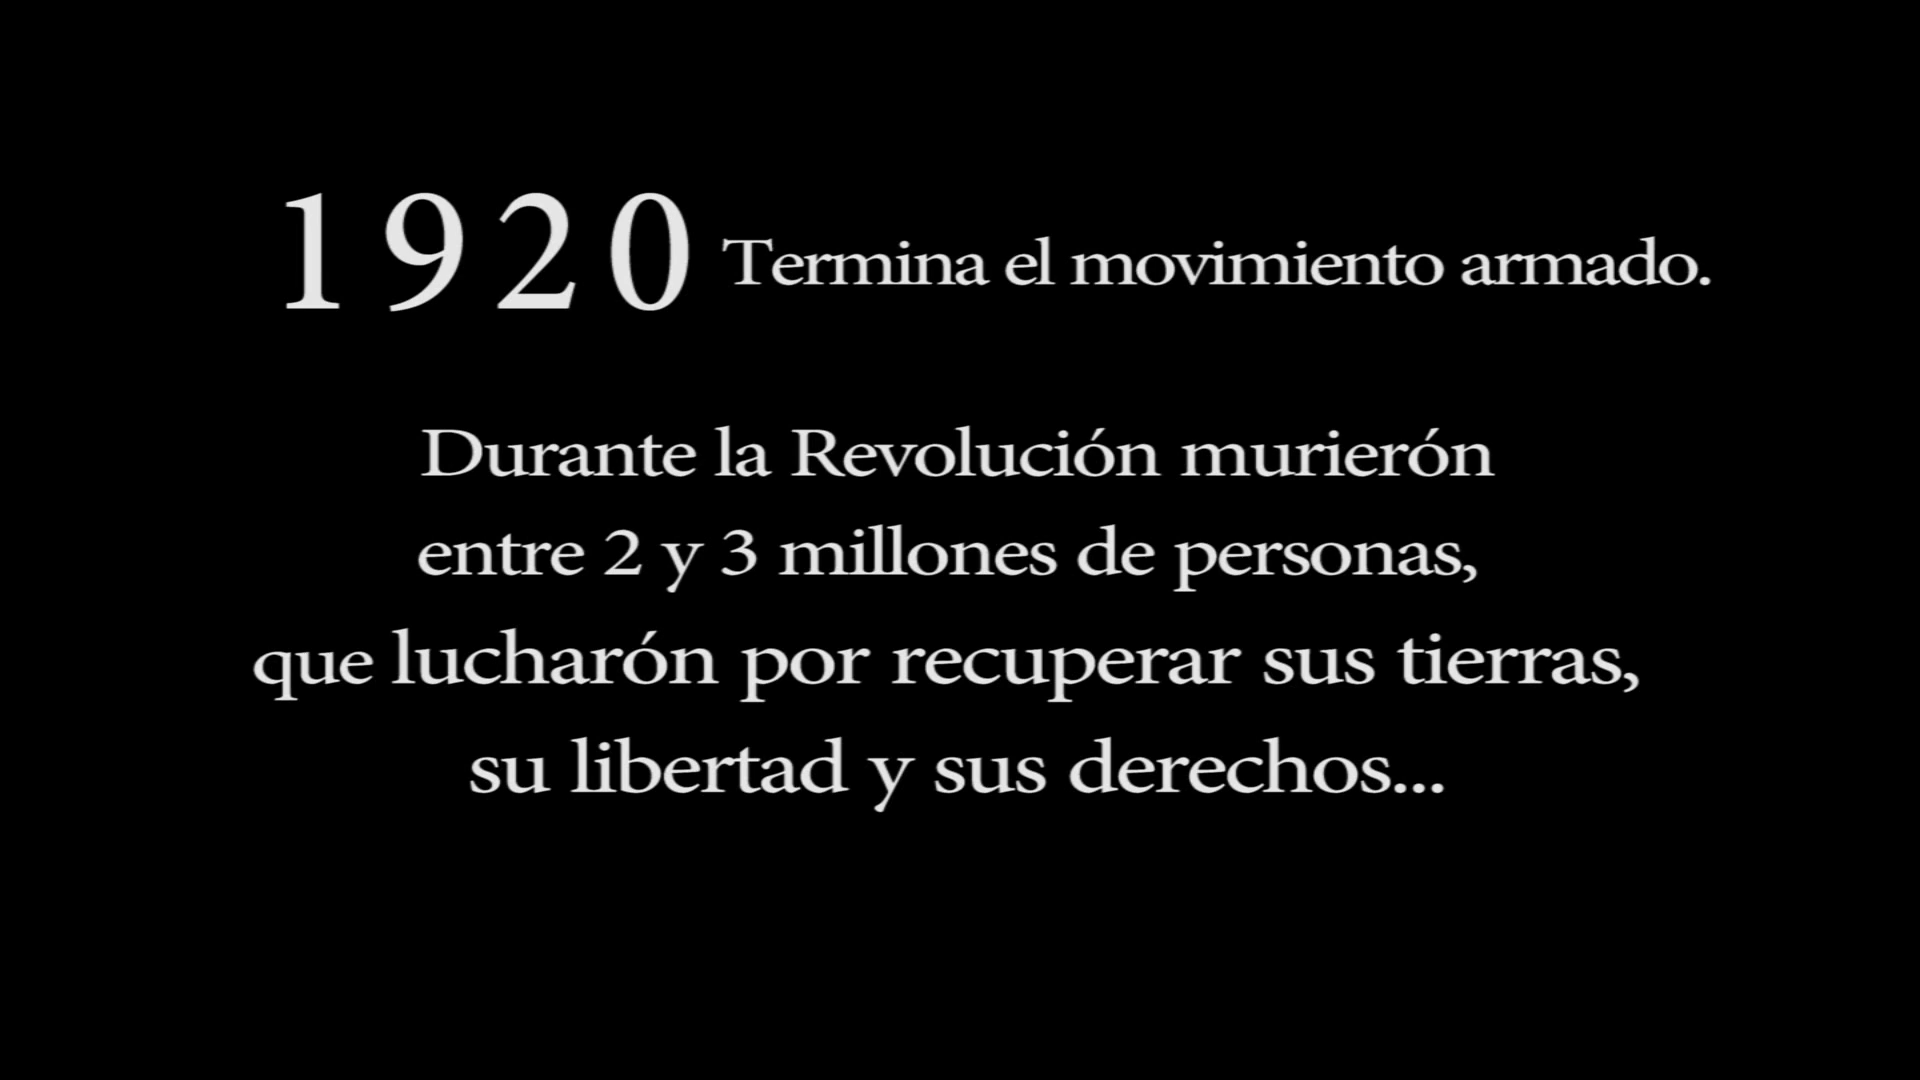 1920 Termina el movimiento armado.
Durante la Revolución murierón
entre 2 y 3 millones de personas,
que lucharón por recuperar sus tierras,
su libertad y sus derechos...